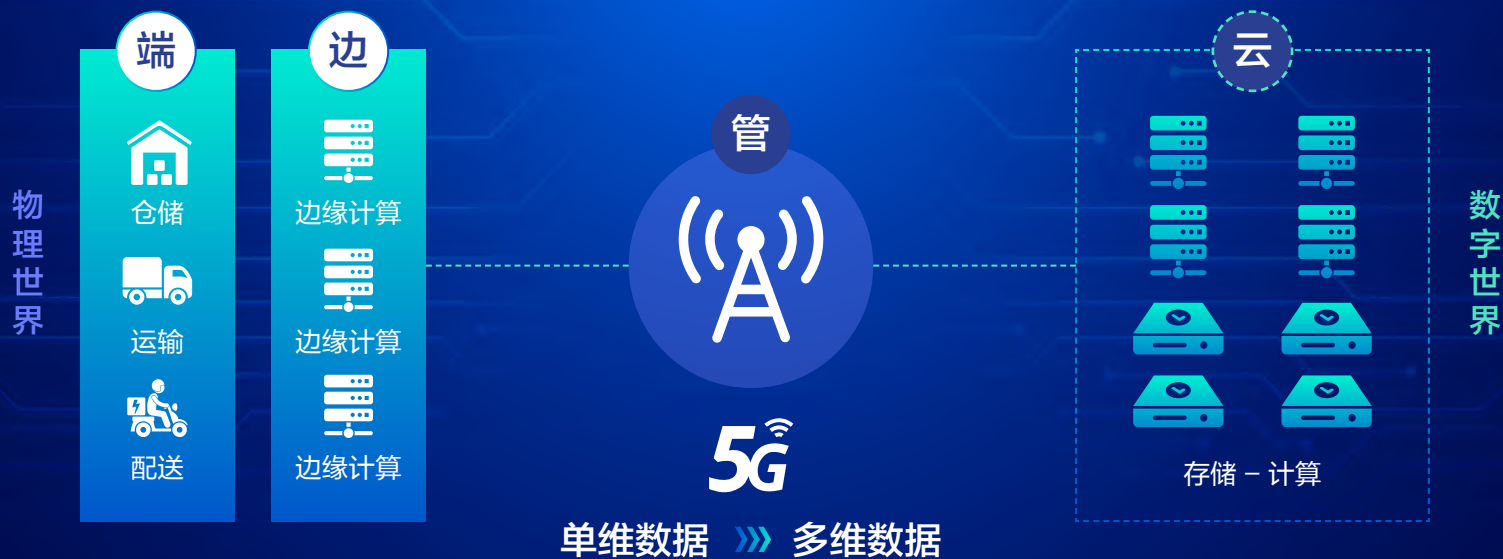 物理世界
端
仓储
运输
配送
边
边缘计算
边缘计算
边缘计算
管
5G
单维数据 》》》 多维数据
云
存储 – 计算
数字世界